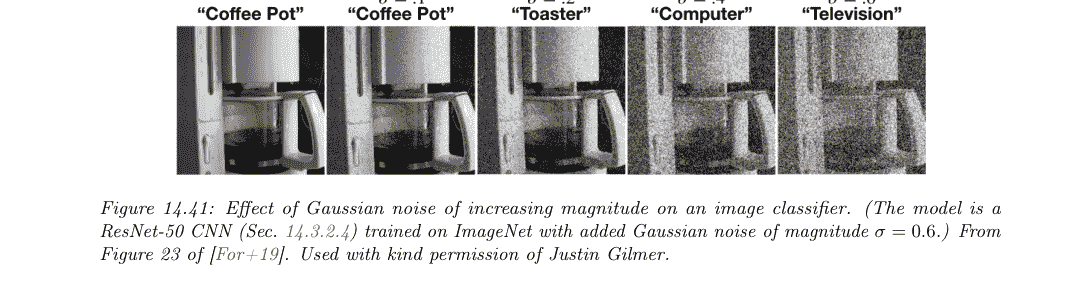 “Coffee Pot” “Coffee Pot” “Toaster” “Computer” “Television”
Figure 14.41: Effect of Gaussian noise of increasing magnitude on an image classifier. (The model is a
ResNet-50 CNN (Sec. 14.3.2.4) trained on ImageNet with added Gaussian noise of magnitude σ = 0.6.) From
Figure 23 of [For+19]. Used with kind permission of Justin Gilmer.